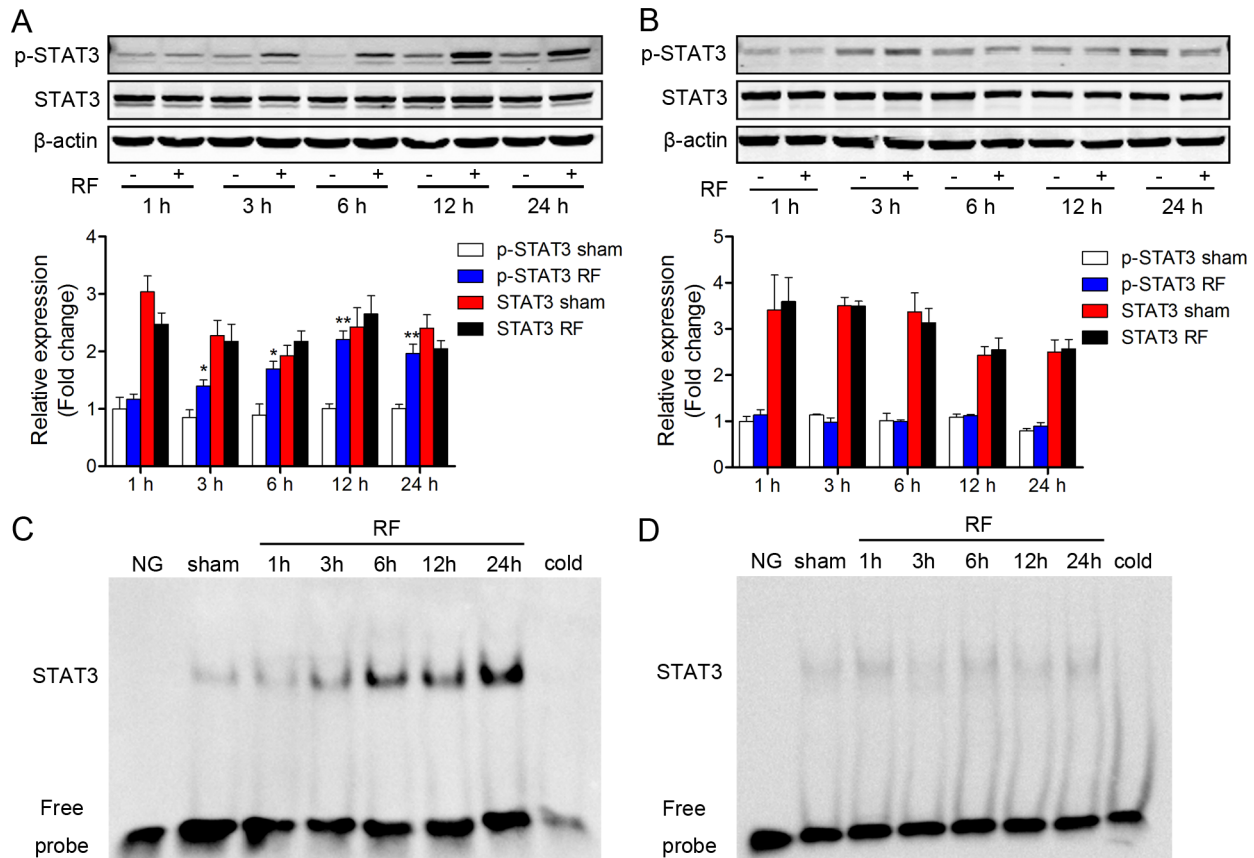 A
p-STAT3
STAT3
β-actin
RF - + - + - + - + - +
1 h 3 h 6 h 12 h 24 h
Relative expression
(Fold change)
4
3
2
1
0
p-STAT3 sham
p-STAT3 RF
STAT3 sham
STAT3 RF
* * ** **
1 h 3 h 6 h 12 h 24 h
B
p-STAT3
STAT3
β-actin
RF - + - + - + - + - +
1 h 3 h 6 h 12 h 24 h
Relative expression
(Fold change)
5
4
3
2
1
0
p-STAT3 sham
p-STAT3 RF
STAT3 sham
STAT3 RF
1 h 3 h 6 h 12 h 24 h
C
RF
NG sham 1h 3h 6h 12h 24h cold
STAT3
Free
probe
D
RF
NG sham 1h 3h 6h 12h 24h cold
STAT3
Free
probe